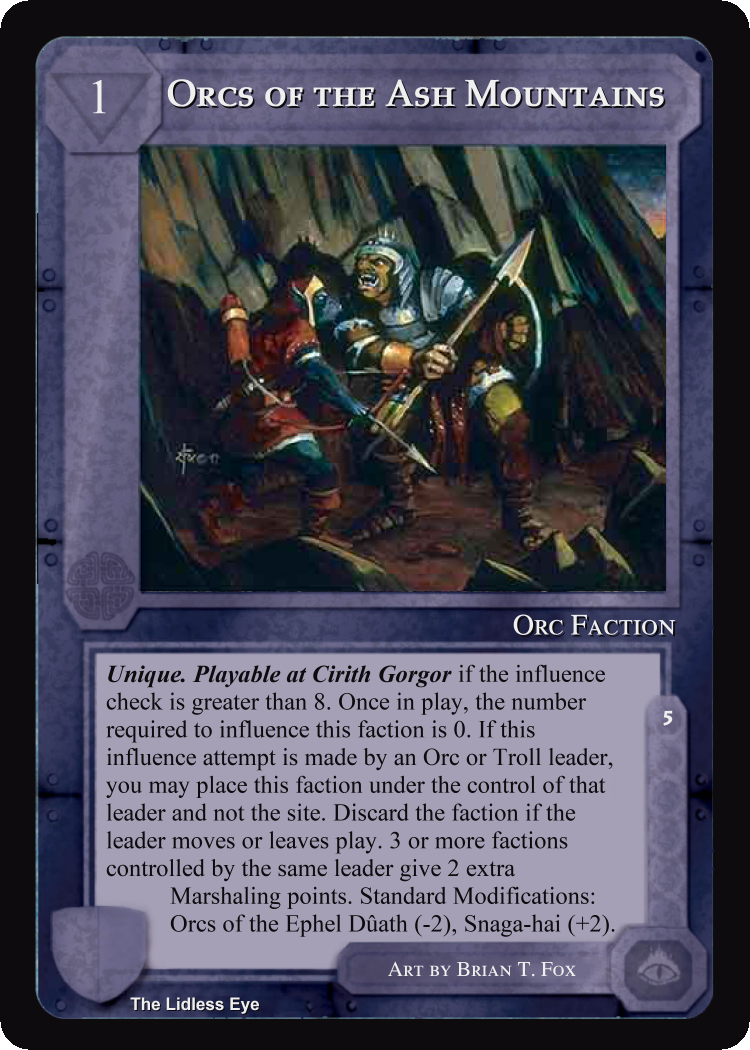 1
Orcs of the Ash Mountains
Orc Faction
Unique. Playable at Cirith Gorgor if the influence
check is greater than 8. Once in play, the number
required to influence this faction is 0. If this
influence attempt is made by an Orc or Troll leader,
you may place this faction under the control of that
leader and not the site. Discard the faction if the
leader moves or leaves play. 3 or more factions
controlled by the same leader give 2 extra
Marshaling points. Standard Modifications:
Orcs of the Ephel Dûath (-2), Snaga-hai (+2).
5
Art by Brian T. Fox
The Lidless Eye